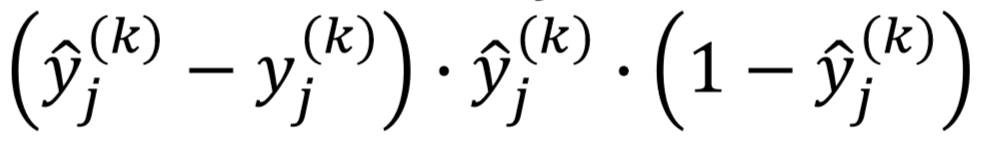 (ŷ_j^(k) − y_j^(k)) · ŷ_j^(k) · (1 − ŷ_j^(k))